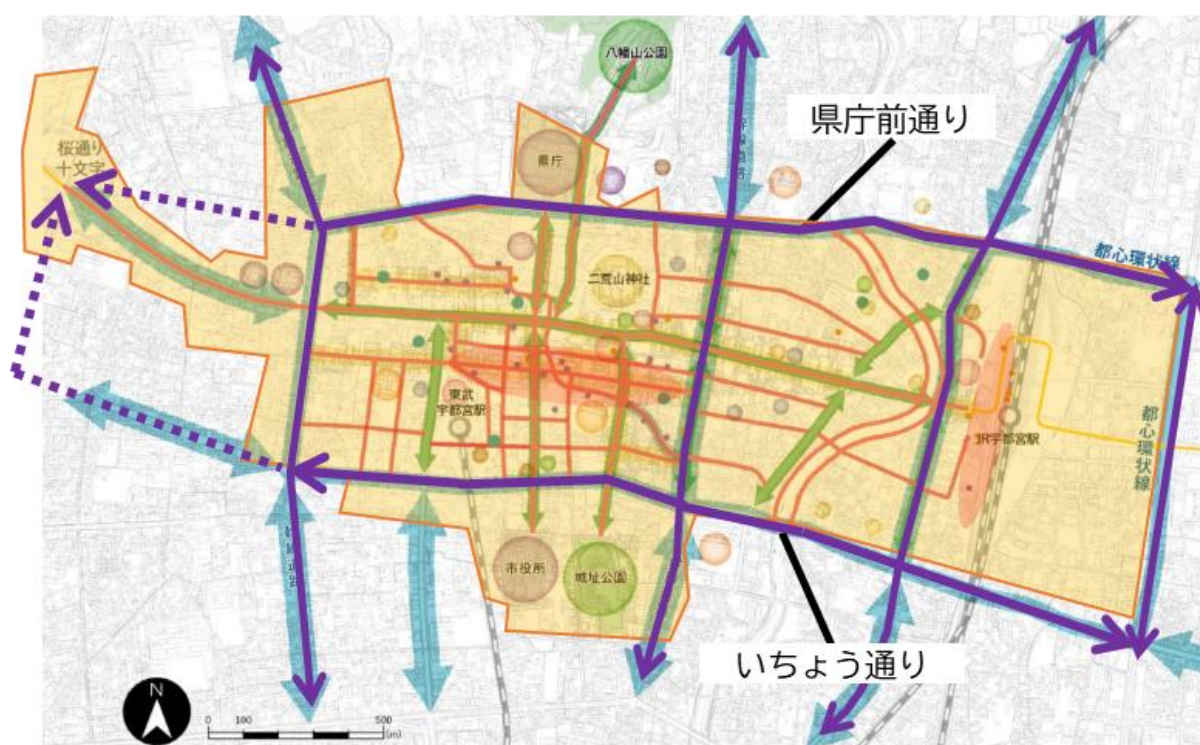 八幡山公園
県庁前通り
桜通り
十文字
県庁
都心環状線
二荒山神社
東武
宇都宮駅
JR宇都宮駅
都心環状線
市役所
城址公園
いちょう通り
N
0 100 500
(m)